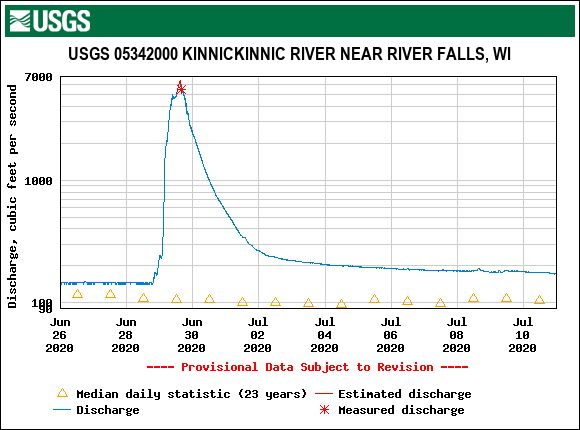 USGS
USGS 05342000 KINNICKINNIC RIVER NEAR RIVER FALLS, WI
Discharge, cubic feet per second
7000
1000
100
90
Jun 26 2020
Jun 28 2020
Jun 30 2020
Jul 02 2020
Jul 04 2020
Jul 06 2020
Jul 08 2020
Jul 10 2020
---- Provisional Data Subject to Revision ----
Median daily statistic (23 years)
Estimated discharge
Discharge
Measured discharge